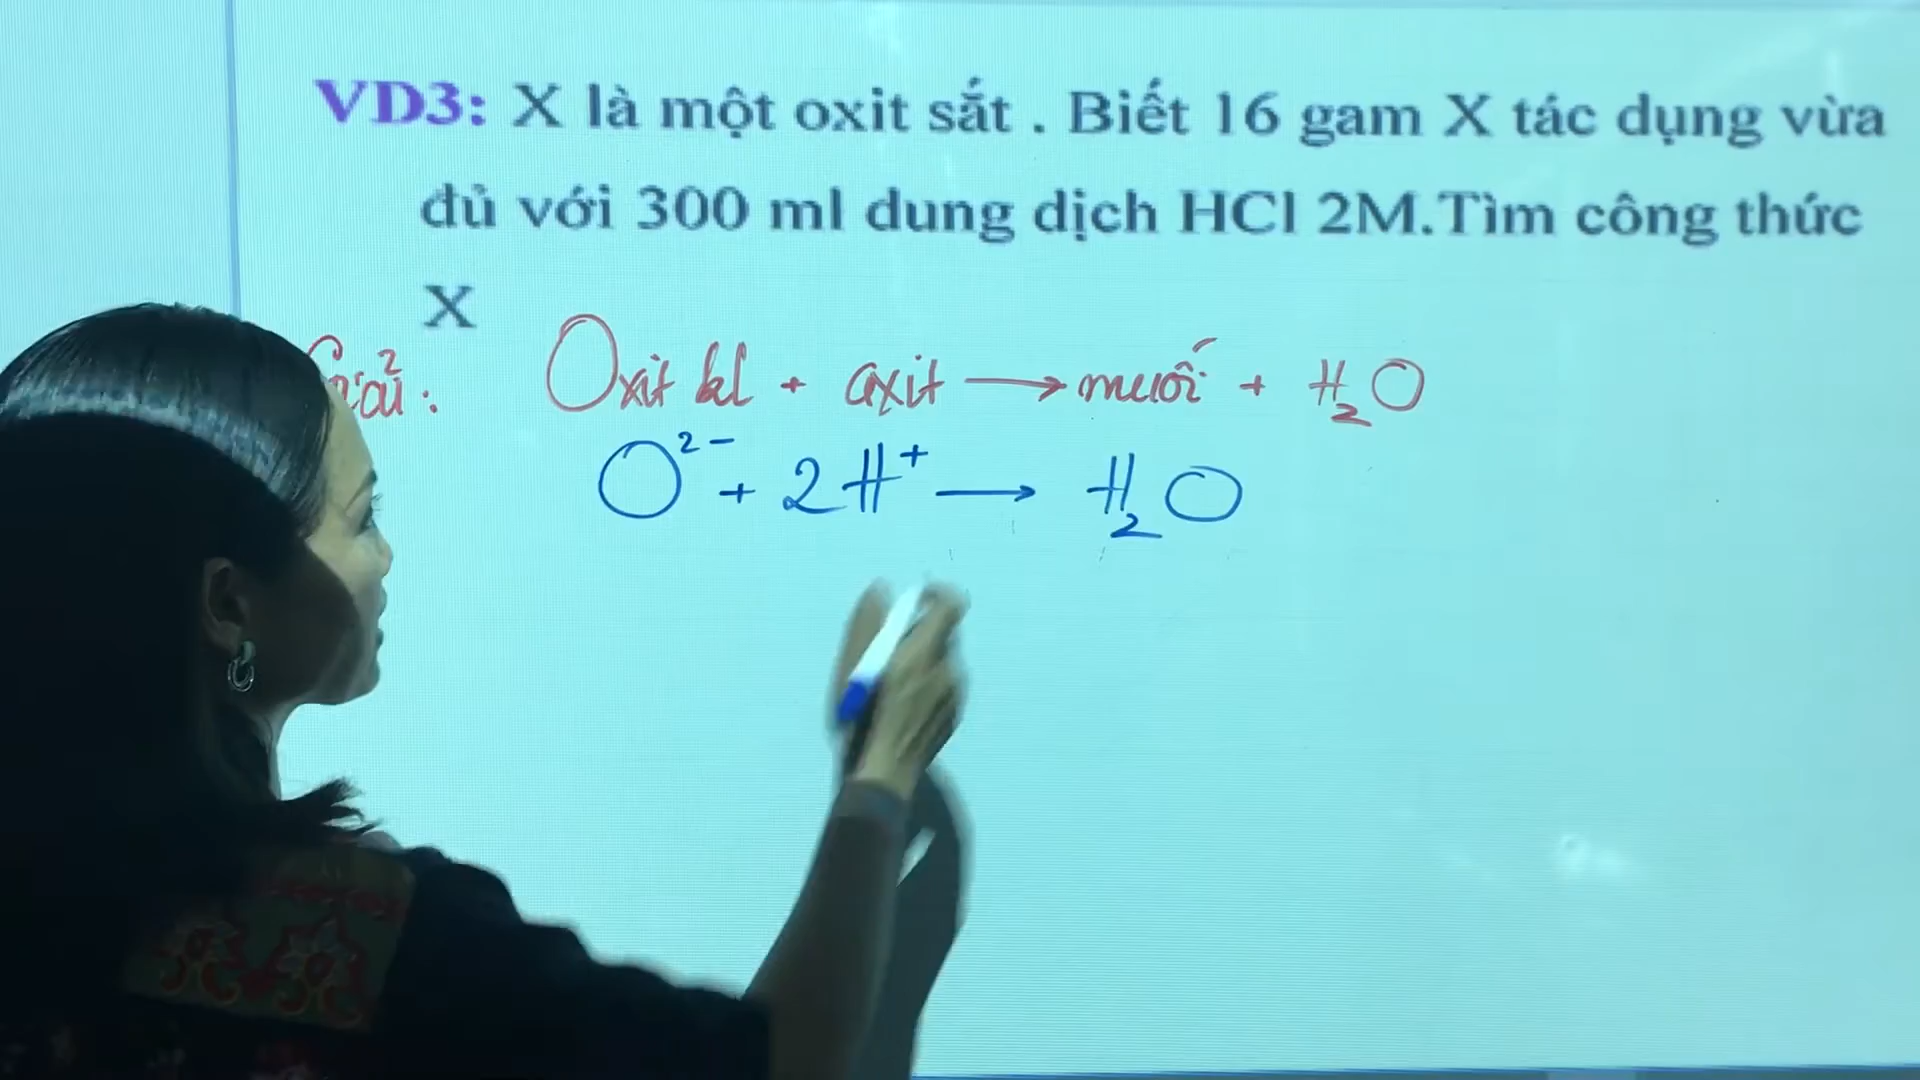 VD3: X là một oxit sắt . Biết 16 gam X tác dụng vừa
đủ với 300 ml dung dịch HCl 2M.Tìm công thức
X
Giải: Oxit kl + axit → muối + H₂O
O²⁻ + 2H⁺ → H₂O